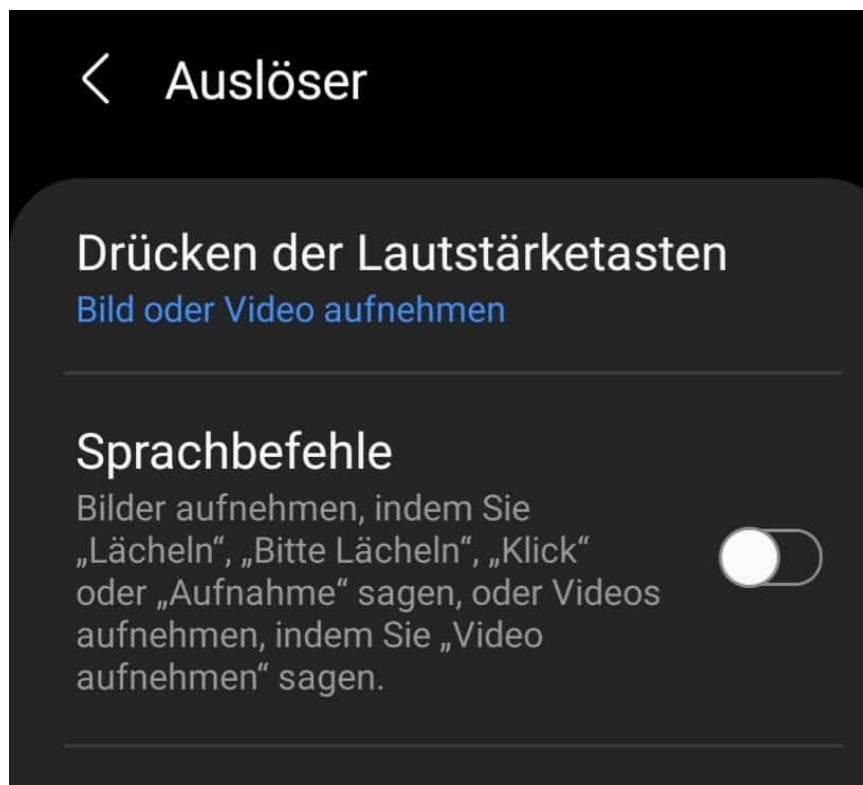 Auslöser
Drücken der Lautstärketasten
Bild oder Video aufnehmen
Sprachbefehle
Bilder aufnehmen, indem Sie
„Lächeln“, „Bitte Lächeln“, „Klick“
oder „Aufnahme“ sagen, oder Videos
aufnehmen, indem Sie „Video
aufnehmen“ sagen.